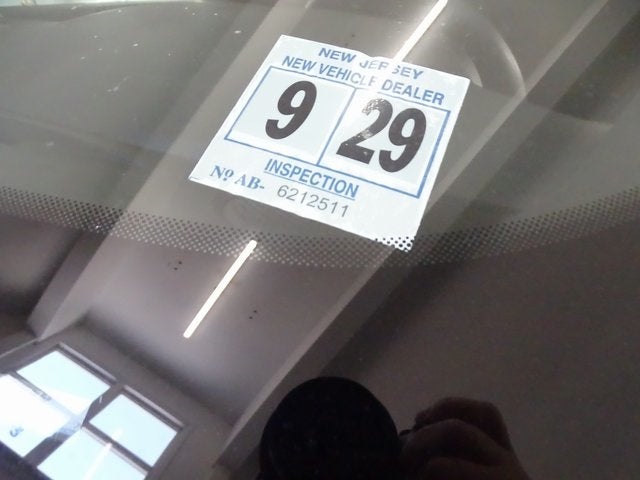 NEW JERSEY
NEW VEHICLE DEALER
9 29
INSPECTION
Nº AB- 6212511